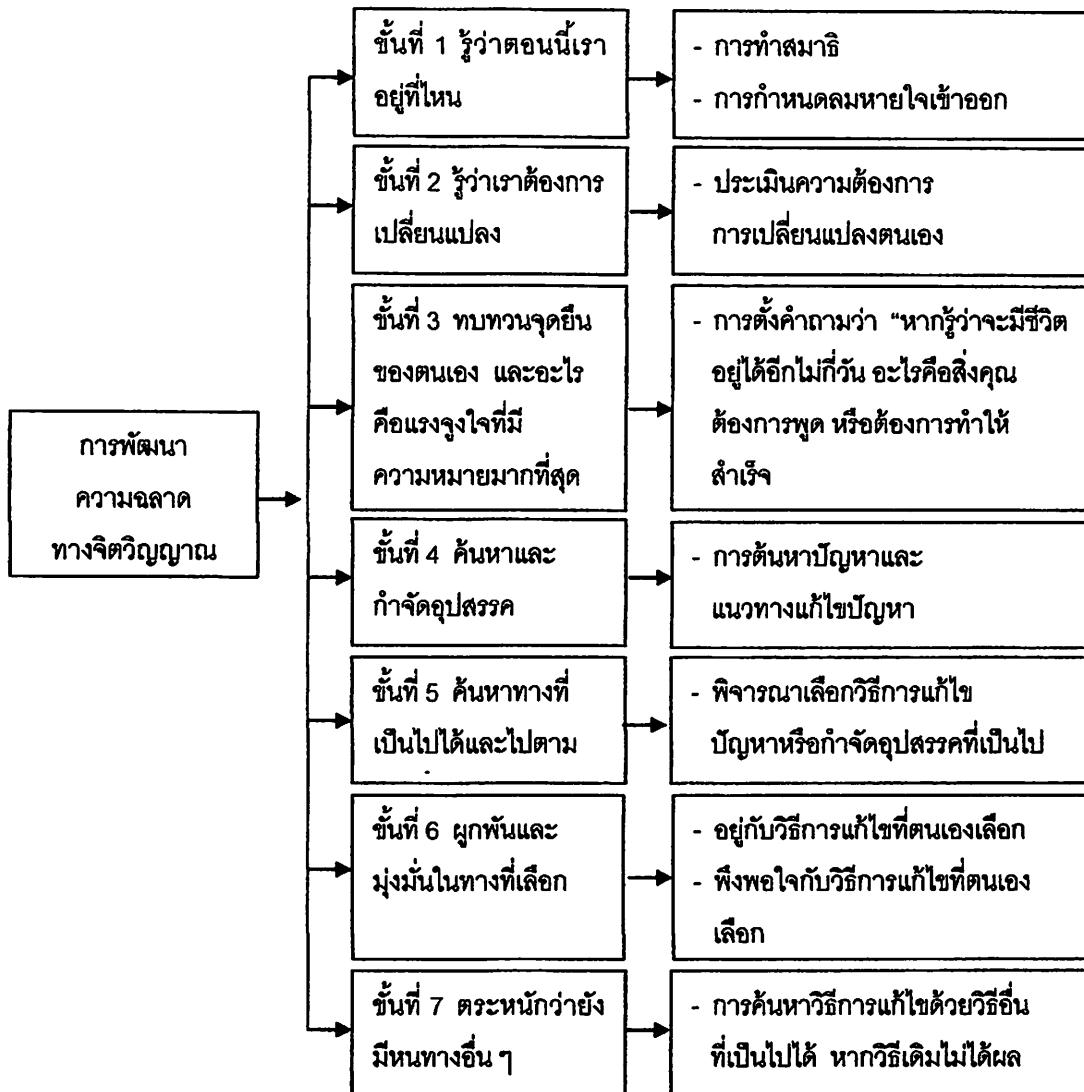 การพัฒนา
ความฉลาด
ทางจิตวิญญาณ
ขั้นที่ 1 รู้ว่าตอนนี้เรา
อยู่ที่ไหน
- การทำสมาธิ
- การกำหนดลมหายใจเข้าออก
ขั้นที่ 2 รู้ว่าเราต้องการ
เปลี่ยนแปลง
- ประเมินความต้องการ
การเปลี่ยนแปลงตนเอง
ขั้นที่ 3 ทบทวนจุดยืน
ของตนเอง และอะไร
คือแรงจูงใจที่มี
ความหมายมากที่สุด
- การตั้งคำถามว่า “หากรู้ว่าจะมีชีวิต
อยู่ได้อีกไม่กี่วัน อะไรคือสิ่งคุณ
ต้องการพูด หรือต้องการทำให้
สำเร็จ
ขั้นที่ 4 ค้นหาและ
กำจัดอุปสรรค
- การต้นหาปัญหาและ
แนวทางแก้ไขปัญหา
ขั้นที่ 5 ค้นหาทางที่
เป็นไปได้และไปตาม
- พิจารณาเลือกวิธีการแก้ไข
ปัญหาหรือกำจัดอุปสรรคที่เป็นไป
ขั้นที่ 6 ผูกพันและ
มุ่งมั่นในทางที่เลือก
- อยู่กับวิธีการแก้ไขที่ตนเองเลือก
- พึงพอใจกับวิธีการแก้ไขที่ตนเอง
เลือก
ขั้นที่ 7 ตระหนักว่ายัง
มีหนทางอื่น ๆ
- การค้นหาวิธีการแก้ไขด้วยวิธีอื่น
ที่เป็นไปได้ หากวิธีเดิมไม่ได้ผล